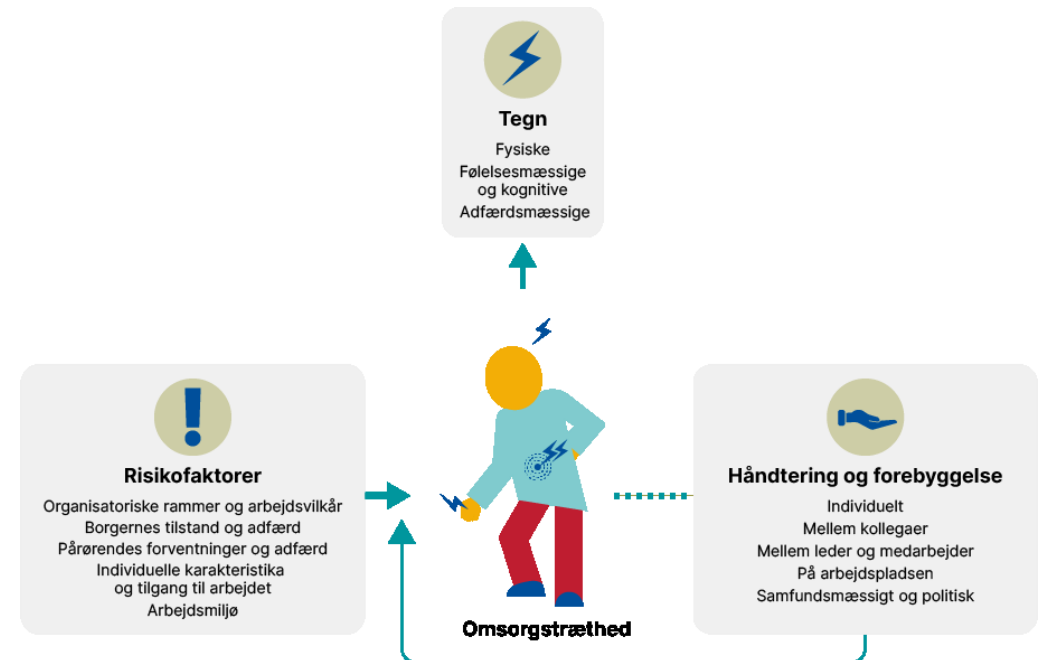 Tegn
Fysiske
Følelsesmæssige
og kognitive
Adfærdsmæssige
Risikofaktorer
Organisatoriske rammer og arbejdsvilkår
Borgernes tilstand og adfærd
Pårørendes forventninger og adfærd
Individuelle karakteristika
og tilgang til arbejdet
Arbejdsmiljø
Omsorgstræthed
Håndtering og forebyggelse
Individuelt
Mellem kollegaer
Mellem leder og medarbejder
På arbejdspladsen
Samfundsmæssigt og politisk